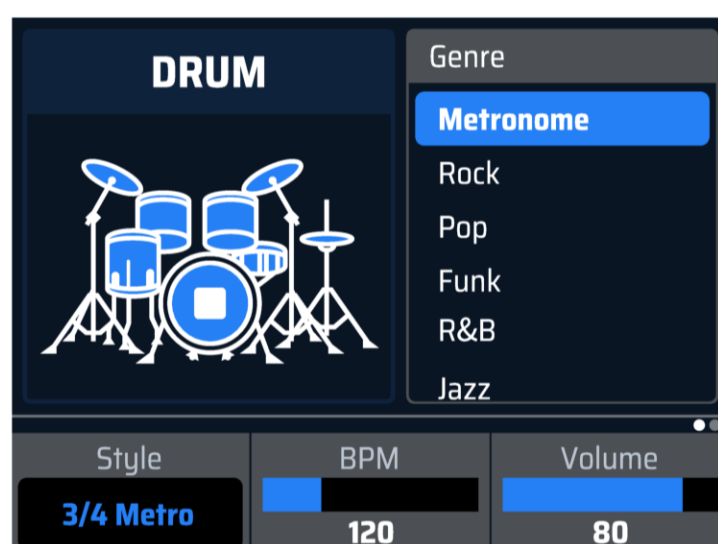 DRUM
Genre
Metronome
Rock
Pop
Funk
R&B
Jazz
Style
BPM
Volume
3/4 Metro
120
80